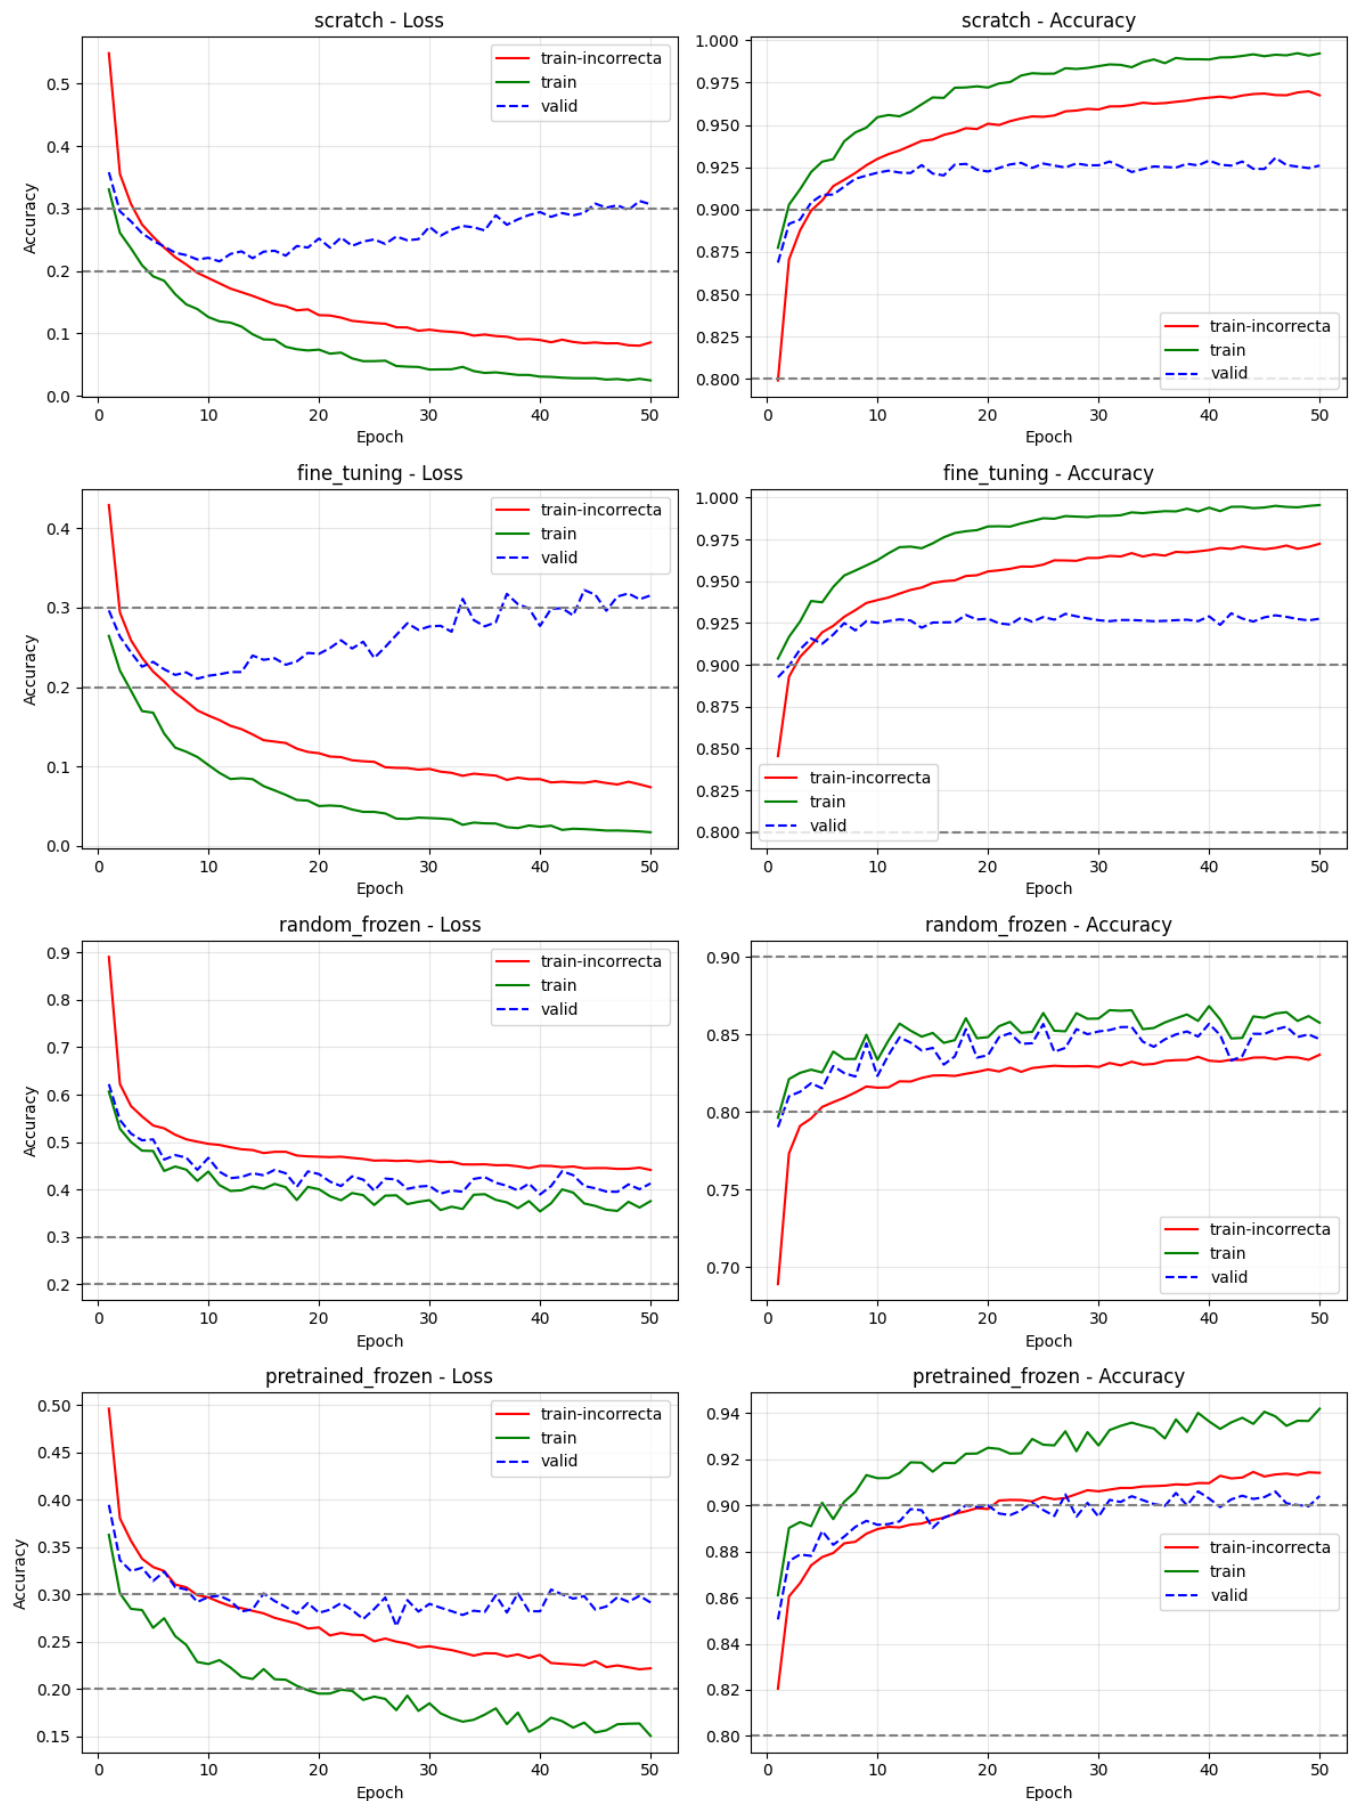 scratch - Loss
Accuracy
0.5
0.4
0.3
0.2
0.1
0.0
0 10 20 30 40 50
Epoch
train-incorrecta
train
valid
scratch - Accuracy
1.000
0.975
0.950
0.925
0.900
0.875
0.850
0.825
0.800
0 10 20 30 40 50
Epoch
train-incorrecta
train
valid
fine_tuning - Loss
Accuracy
0.4
0.3
0.2
0.1
0.0
0 10 20 30 40 50
Epoch
train-incorrecta
train
valid
fine_tuning - Accuracy
1.000
0.975
0.950
0.925
0.900
0.875
0.850
0.825
0.800
0 10 20 30 40 50
Epoch
train-incorrecta
train
valid
random_frozen - Loss
Accuracy
0.9
0.8
0.7
0.6
0.5
0.4
0.3
0.2
0 10 20 30 40 50
Epoch
train-incorrecta
train
valid
random_frozen - Accuracy
0.90
0.85
0.80
0.75
0.70
0 10 20 30 40 50
Epoch
train-incorrecta
train
valid
pretrained_frozen - Loss
Accuracy
0.50
0.45
0.40
0.35
0.30
0.25
0.20
0.15
0 10 20 30 40 50
Epoch
train-incorrecta
train
valid
pretrained_frozen - Accuracy
0.94
0.92
0.90
0.88
0.86
0.84
0.82
0.80
0 10 20 30 40 50
Epoch
train-incorrecta
train
valid